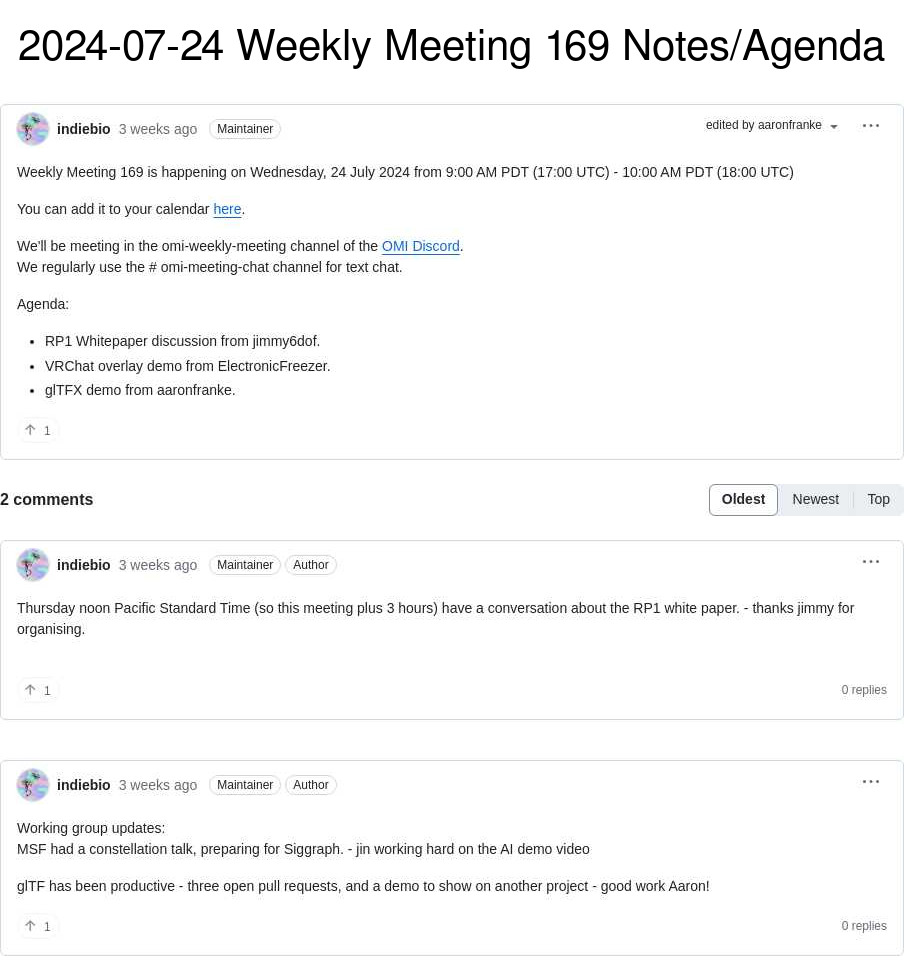 2024-07-24 Weekly Meeting 169 Notes/Agenda
indiebio 3 weeks ago Maintainer edited by aaronfranke
Weekly Meeting 169 is happening on Wednesday, 24 July 2024 from 9:00 AM PDT (17:00 UTC) - 10:00 AM PDT (18:00 UTC)
You can add it to your calendar here.
We'll be meeting in the omi-weekly-meeting channel of the OMI Discord.
We regularly use the # omi-meeting-chat channel for text chat.
Agenda:
• RP1 Whitepaper discussion from jimmy6dof.
• VRChat overlay demo from ElectronicFreezer.
• glTFX demo from aaronfranke.
↑ 1
2 comments Oldest Newest Top
indiebio 3 weeks ago Maintainer Author
Thursday noon Pacific Standard Time (so this meeting plus 3 hours) have a conversation about the RP1 white paper. - thanks jimmy for
organising.
↑ 1 0 replies
indiebio 3 weeks ago Maintainer Author
Working group updates:
MSF had a constellation talk, preparing for Siggraph. - jin working hard on the AI demo video
glTF has been productive - three open pull requests, and a demo to show on another project - good work Aaron!
↑ 1 0 replies